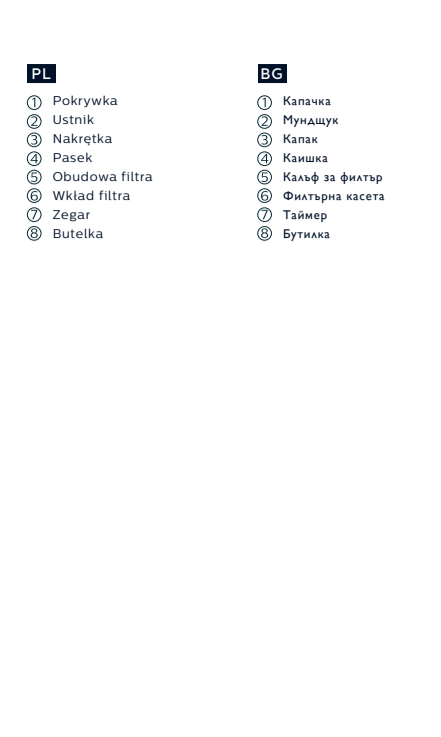 PL
① Pokrywka
② Ustnik
③ Nakrętka
④ Pasek
⑤ Obudowa filtra
⑥ Wkład filtra
⑦ Zegar
⑧ Butelka
BG
① Капачка
② Мундщук
③ Капак
④ Каишка
⑤ Калъф за филтър
⑥ Филтърна касета
⑦ Таймер
⑧ Бутилка